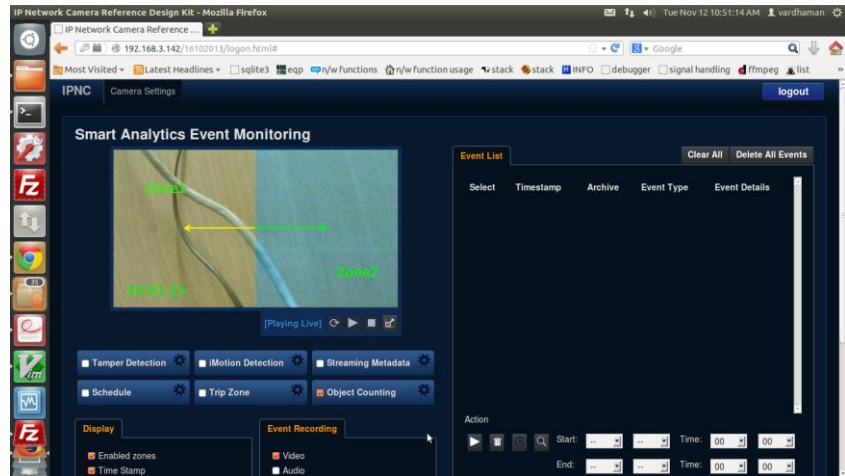 IP Network Camera Reference Design Kit - Mozilla Firefox
Tue Nov 12 10:51:14 AM vardhaman
IP Network Camera Reference ...
192.168.3.142/16102013/logon.html#
Google
Most Visited Latest Headlines sqlite3 eqp n/w functions n/w function usage stack stack INFO debugger signal handling ffmpeg list
IPNC Camera Settings logout
Smart Analytics Event Monitoring
Zone1
Zone2
10:51:15
[Playing Live]
Tamper Detection iMotion Detection Streaming Metadata
Schedule Trip Zone Object Counting
Display Event Recording
Enabled zones Video
Time Stamp Audio
Event List Clear All Delete All Events
Select Timestamp Archive Event Type Event Details
Action
Start: -- -- Time: 00 00
End: -- -- Time: 00 00
Fz
35
Vim
Fz